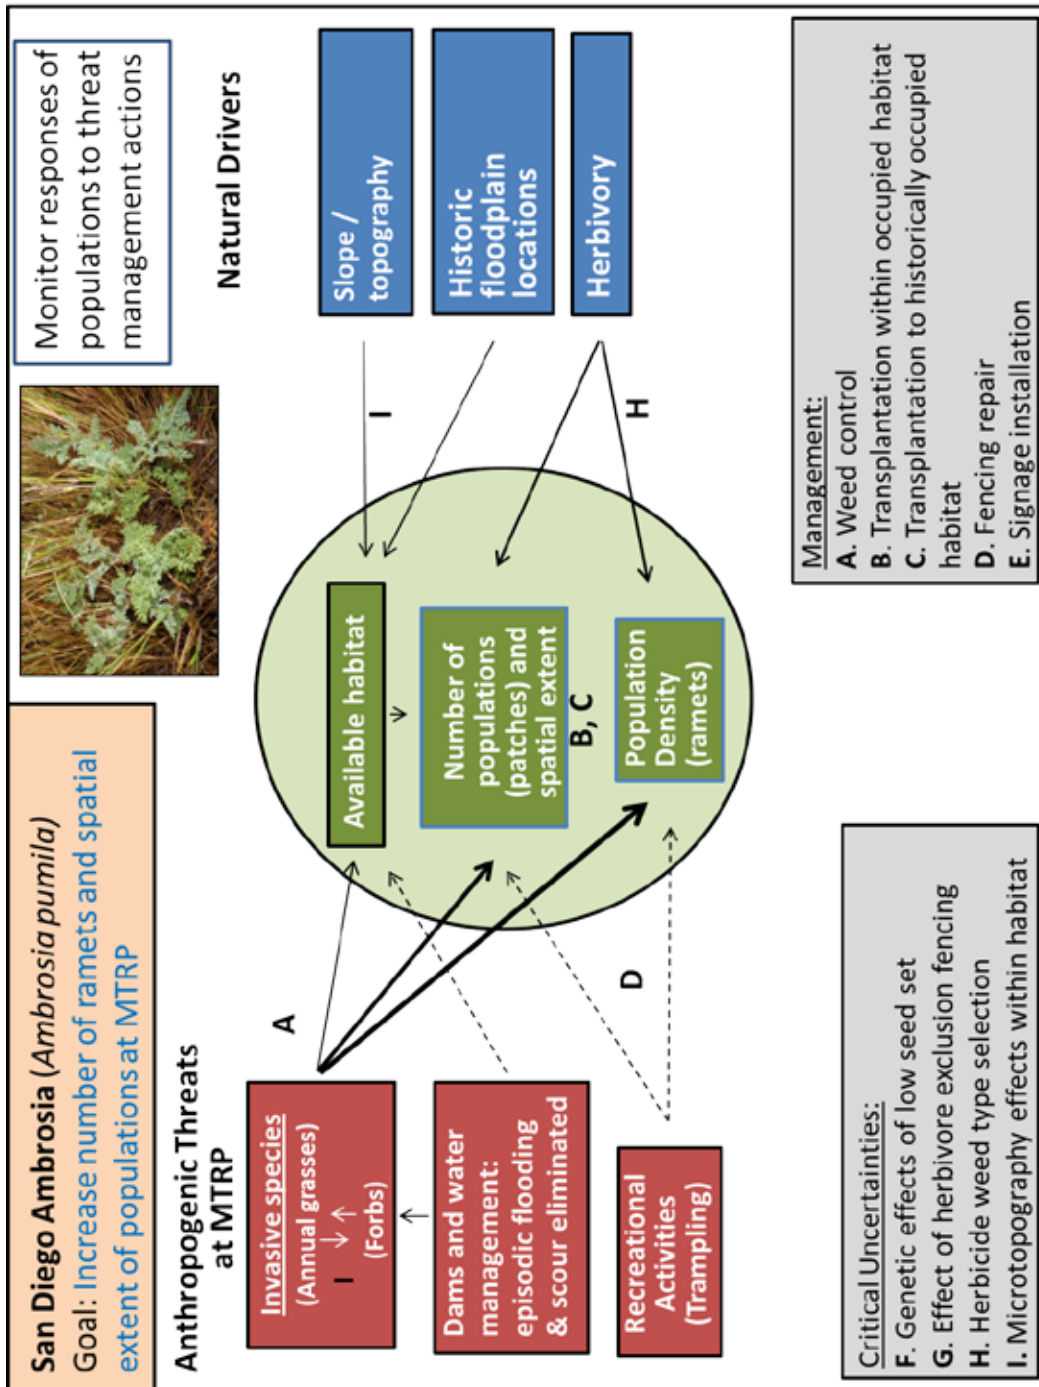 San Diego Ambrosia (Ambrosia pumila)
Goal: Increase number of ramets and spatial
extent of populations at MTRP
Monitor responses of
populations to threat
management actions
Anthropogenic Threats
at MTRP
Natural Drivers
Invasive species
(Annual grasses)
I
(Forbs)
Dams and water
management:
episodic flooding
& scour eliminated
Recreational
Activities
(Trampling)
A
D
Available habitat
Number of
populations
(patches) and
spatial extent
B, C
Population
Density
(ramets)
I
H
Slope /
topography
Historic
floodplain
locations
Herbivory
Critical Uncertainties:
F. Genetic effects of low seed set
G. Effect of herbivore exclusion fencing
H. Herbicide weed type selection
I. Microtopography effects within habitat
Management:
A. Weed control
B. Transplantation within occupied habitat
C. Transplantation to historically occupied
habitat
D. Fencing repair
E. Signage installation